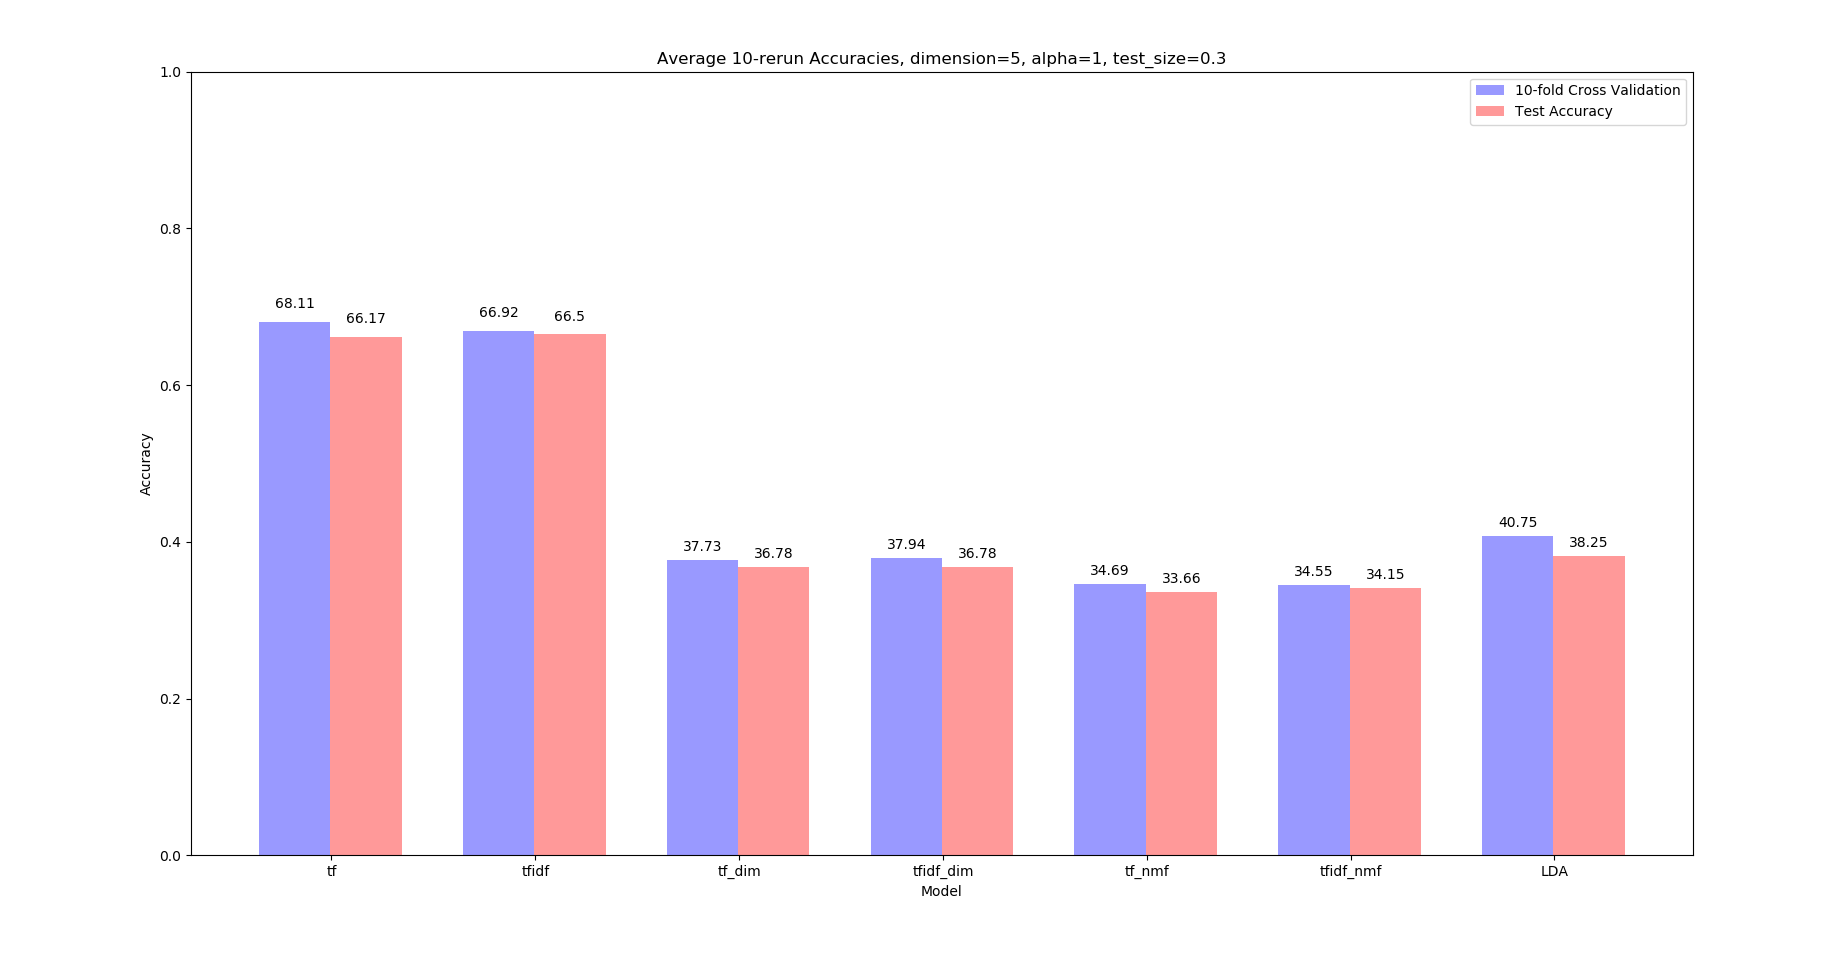 Average 10-rerun Accuracies, dimension=5, alpha=1, test_size=0.3
10-fold Cross Validation
Test Accuracy
Accuracy
1.0
0.8
0.6
0.4
0.2
0.0
68.11
66.17
66.92
66.5
37.73
36.78
37.94
36.78
34.69
33.66
34.55
34.15
40.75
38.25
tf
tfidf
tf_dim
tfidf_dim
tf_nmf
tfidf_nmf
LDA
Model